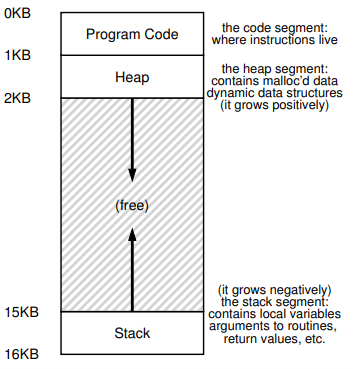 0KB
Program Code
the code segment:
where instructions live
1KB
Heap
the heap segment:
contains malloc'd data
dynamic data structures
(it grows positively)
2KB
(free)
(it grows negatively)
the stack segment:
contains local variables
arguments to routines,
return values, etc.
15KB
Stack
16KB